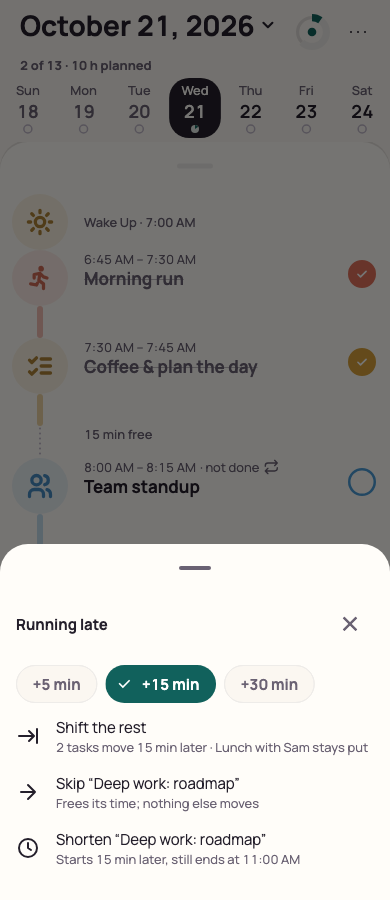 October 21, 2026
2 of 13 · 10 h planned
Sun Mon Tue Wed Thu Fri Sat
18 19 20 21 22 23 24
Wake Up · 7:00 AM
6:45 AM – 7:30 AM
Morning run
7:30 AM – 7:45 AM
Coffee & plan the day
15 min free
8:00 AM – 8:15 AM · not done
Team standup
Running late
+5 min +15 min +30 min
Shift the rest
2 tasks move 15 min later · Lunch with Sam stays put
Skip “Deep work: roadmap”
Frees its time; nothing else moves
Shorten “Deep work: roadmap”
Starts 15 min later, still ends at 11:00 AM